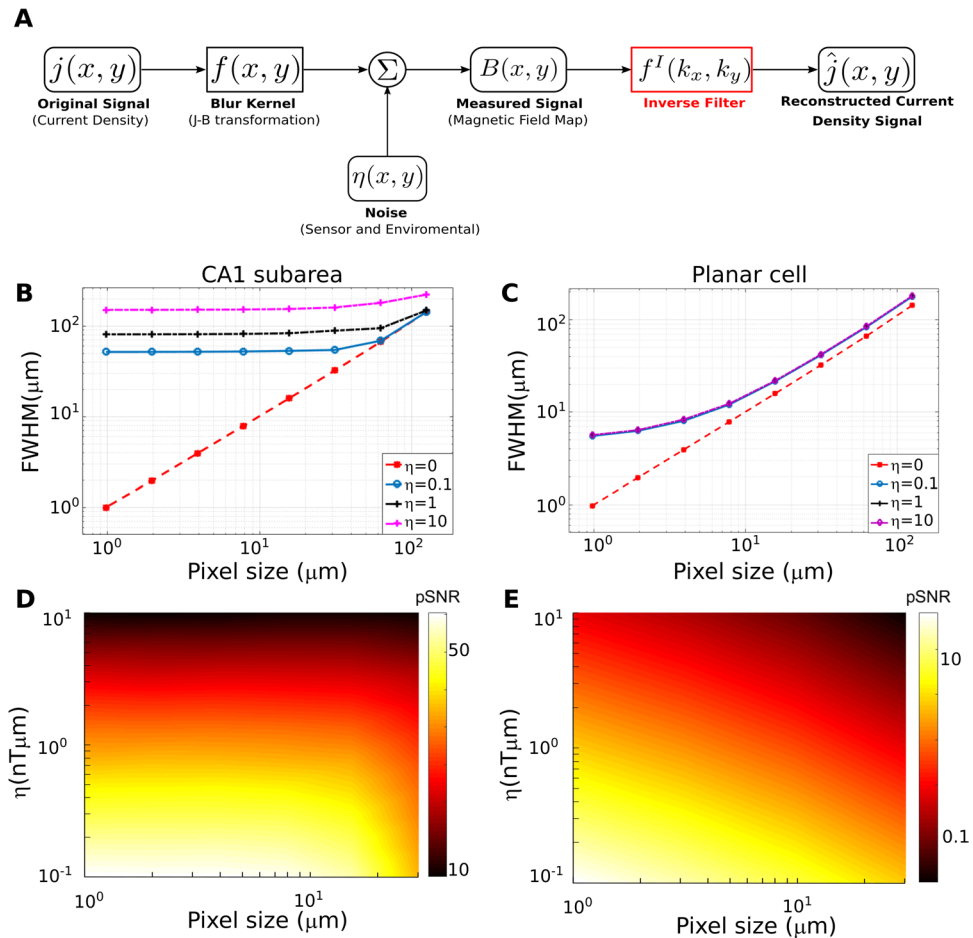 A
j(x, y)
f(x, y)
Σ
B(x, y)
f^I(k_x, k_y)
ĵ(x, y)
Original Signal
(Current Density)
Blur Kernel
(J-B transformation)
Measured Signal
(Magnetic Field Map)
Inverse Filter
Reconstructed Current
Density Signal
η(x, y)
Noise
(Sensor and Enviromental)
B
CA1 subarea
FWHM(μm)
10^2
10^1
10^0
10^0
10^1
10^2
Pixel size (μm)
η=0
η=0.1
η=1
η=10
C
Planar cell
FWHM(μm)
10^2
10^1
10^0
10^0
10^1
10^2
Pixel size (μm)
η=0
η=0.1
η=1
η=10
D
pSNR
η(nTμm)
10^1
10^0
10^-1
10^0
10^1
Pixel size (μm)
50
10
E
pSNR
η(nTμm)
10^1
10^0
10^-1
10^0
10^1
Pixel size (μm)
10
0.1